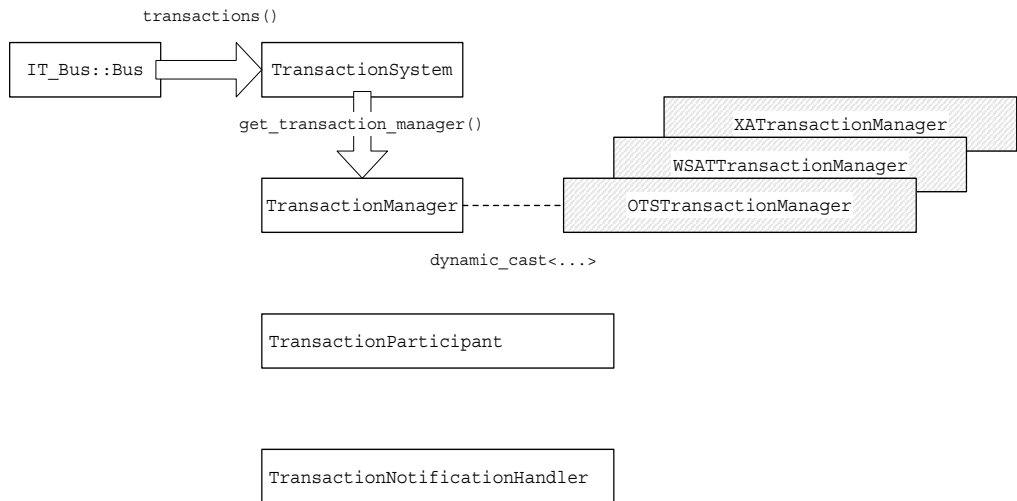 transactions()
IT_Bus::Bus
TransactionSystem
get_transaction_manager()
XATransactionManager
WSATTransactionManager
TransactionManager
OTSTransactionManager
dynamic_cast<...>
TransactionParticipant
TransactionNotificationHandler